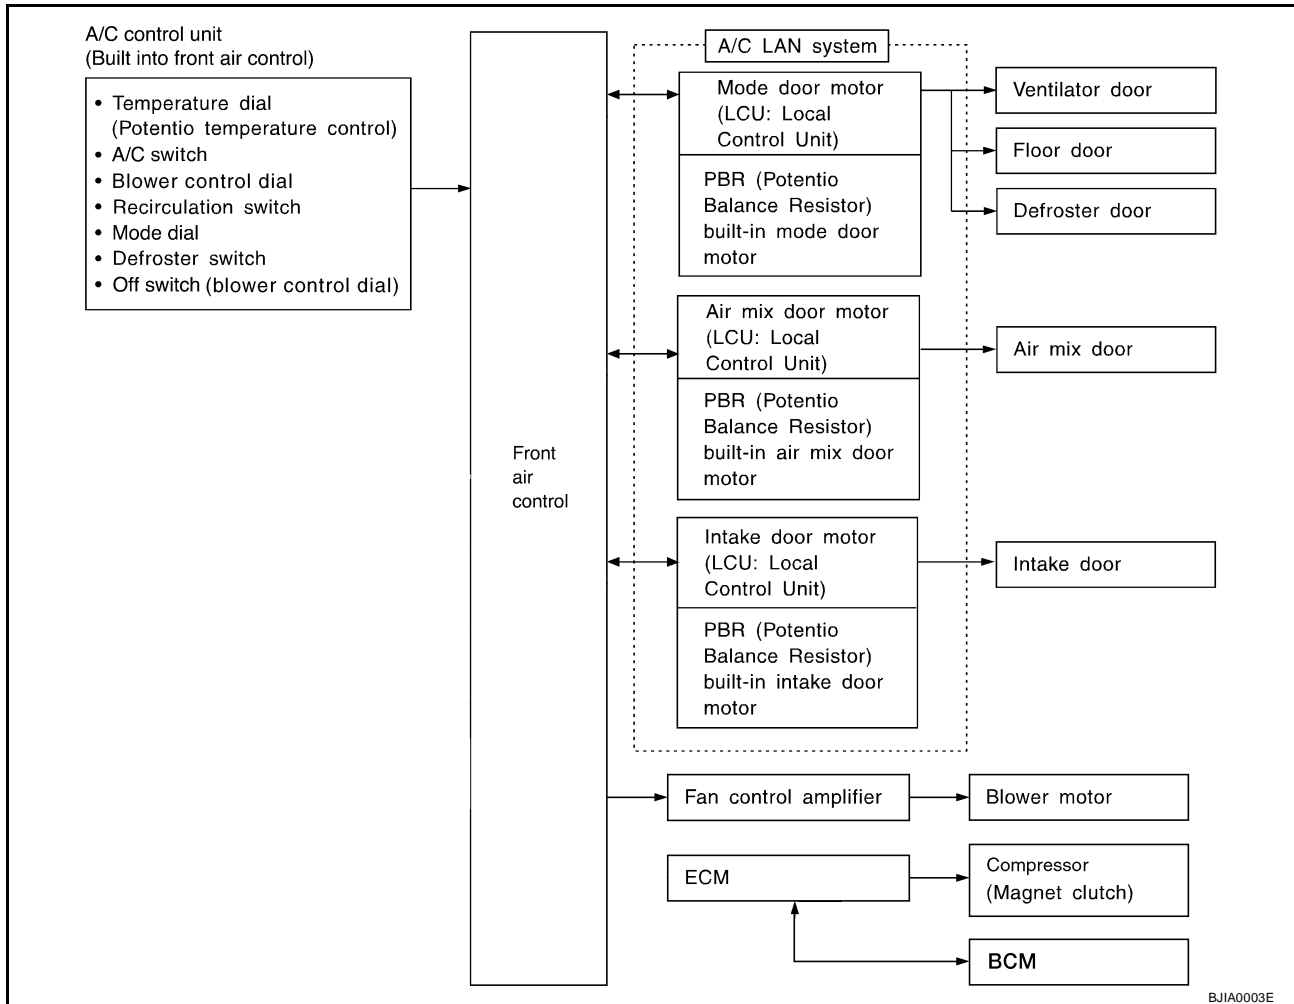 A/C control unit
(Built into front air control)
• Temperature dial
(Potentio temperature control)
• A/C switch
• Blower control dial
• Recirculation switch
• Mode dial
• Defroster switch
• Off switch (blower control dial)
Front
air
control
A/C LAN system
Mode door motor
(LCU: Local
Control Unit)
PBR (Potentio
Balance Resistor)
built-in mode door
motor
Ventilator door
Floor door
Defroster door
Air mix door motor
(LCU: Local
Control Unit)
PBR (Potentio
Balance Resistor)
built-in air mix door
motor
Air mix door
Intake door motor
(LCU: Local
Control Unit)
PBR (Potentio
Balance Resistor)
built-in intake door
motor
Intake door
Fan control amplifier
Blower motor
ECM
Compressor
(Magnet clutch)
BCM
BJIA0003E